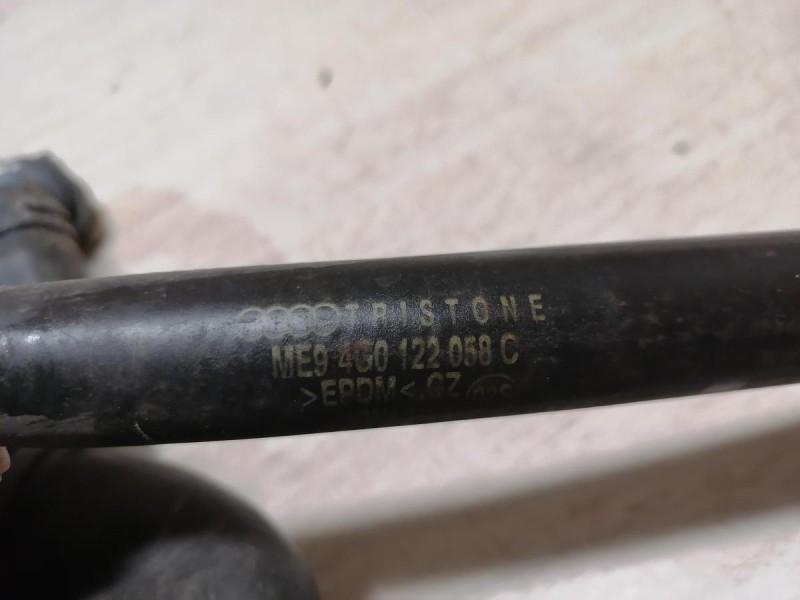 TRISTONE
ME9 4G0 122 058 C
>EPDM< .CZ